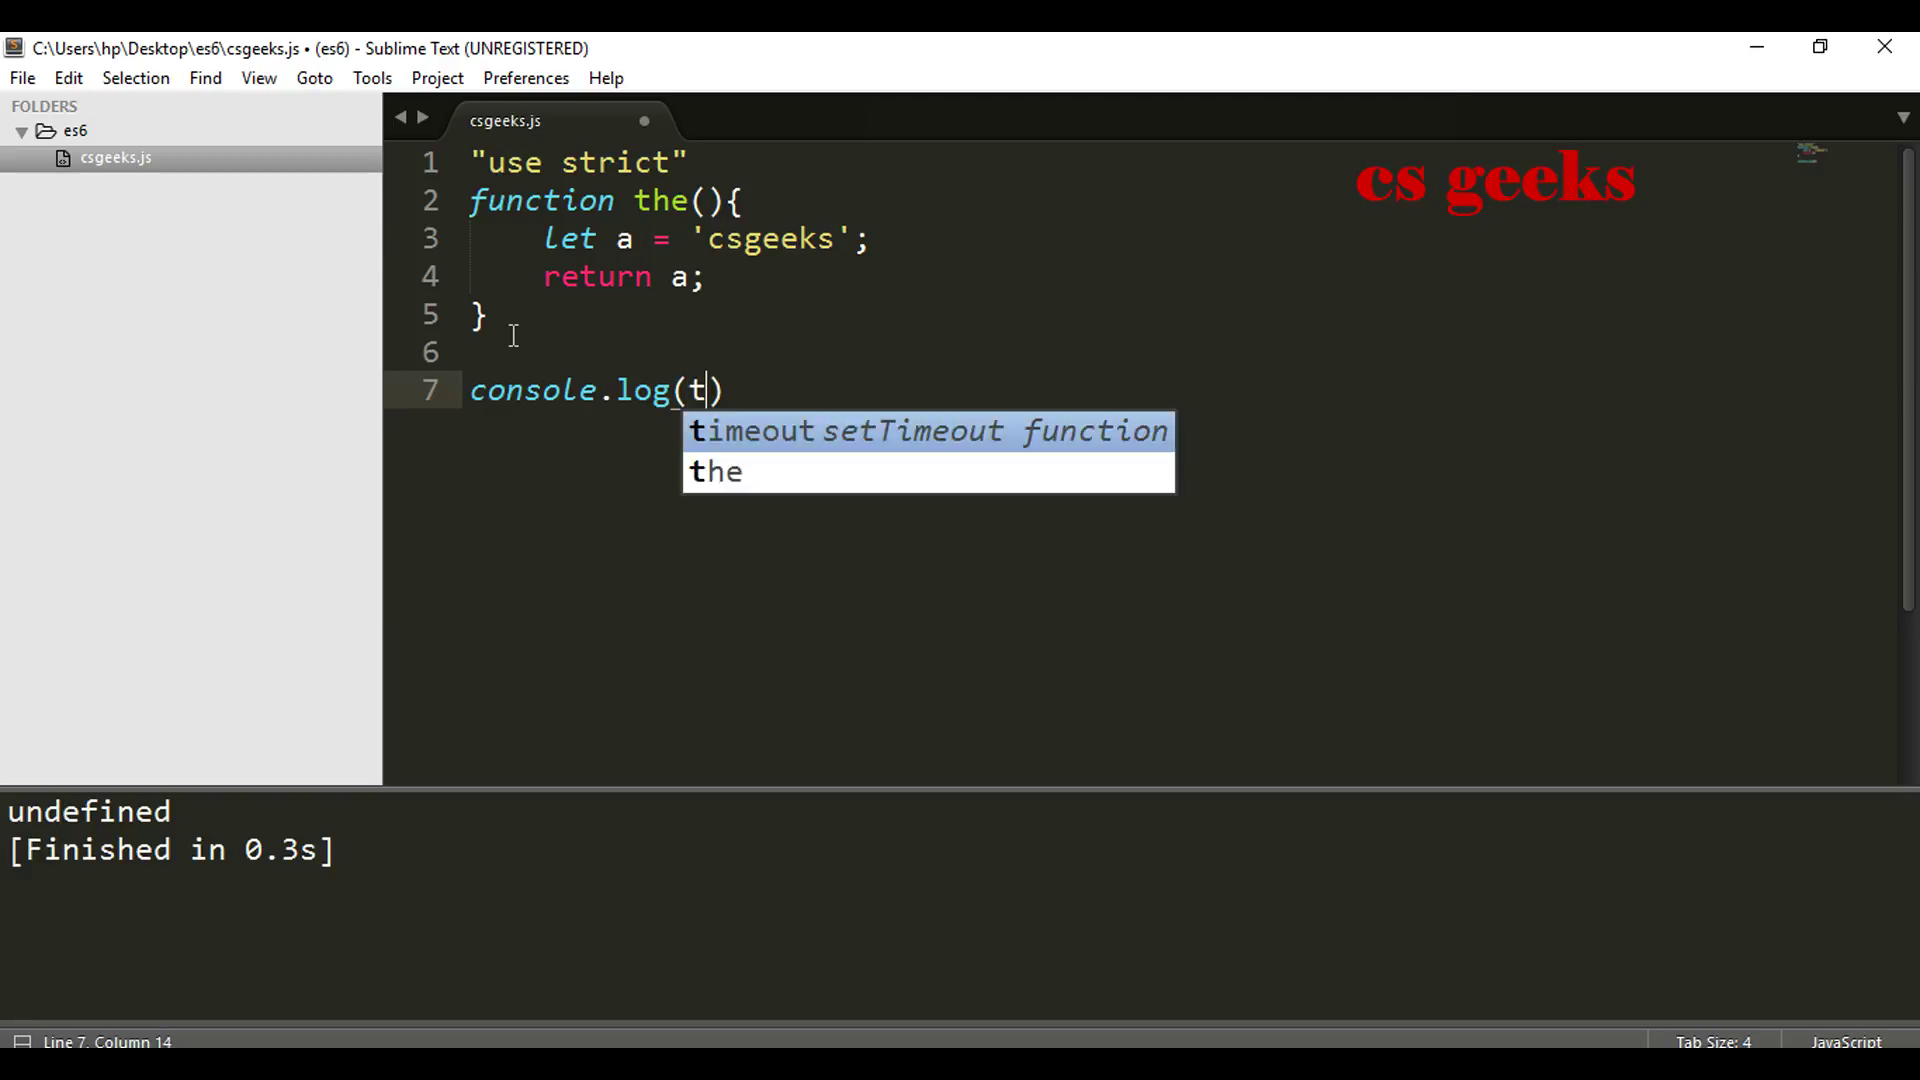 C:\Users\hp\Desktop\es6\csgeeks.js • (es6) - Sublime Text (UNREGISTERED)
File Edit Selection Find View Goto Tools Project Preferences Help
FOLDERS
es6
csgeeks.js
csgeeks.js
cs geeks
1 "use strict"
2 function the(){
3 let a = 'csgeeks';
4 return a;
5 }
6
7 console.log(t)
timeout setTimeout function
the
undefined
[Finished in 0.3s]
Line 7, Column 14
Tab Size: 4
JavaScript